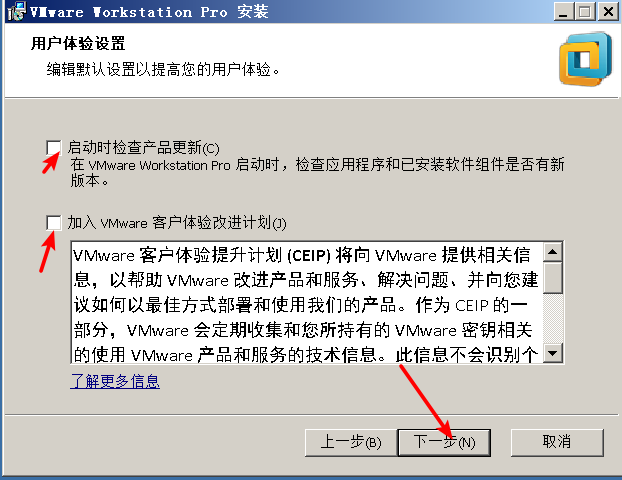 VMware Workstation Pro 安装
用户体验设置
编辑默认设置以提高您的用户体验。
启动时检查产品更新(C)
在 VMware Workstation Pro 启动时，检查应用程序和已安装软件组件是否有新
版本。
加入 VMware 客户体验改进计划(J)
VMware 客户体验提升计划 (CEIP) 将向 VMware 提供相关信
息，以帮助 VMware 改进产品和服务、解决问题、并向您建
议如何以最佳方式部署和使用我们的产品。作为 CEIP 的一
部分，VMware 会定期收集和您所持有的 VMware 密钥相关
的使用 VMware 产品和服务的技术信息。此信息不会识别个
了解更多信息
上一步(B)
下一步(N)
取消